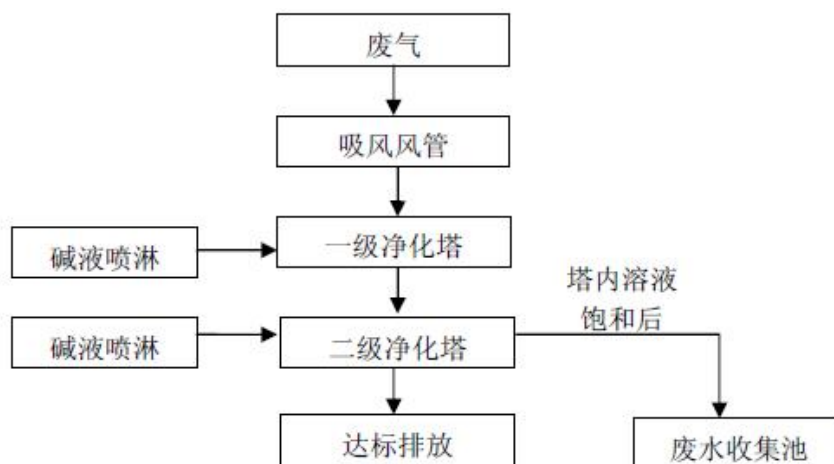 废气
吸风风管
碱液喷淋
一级净化塔
塔内溶液
饱和后
碱液喷淋
二级净化塔
达标排放
废水收集池